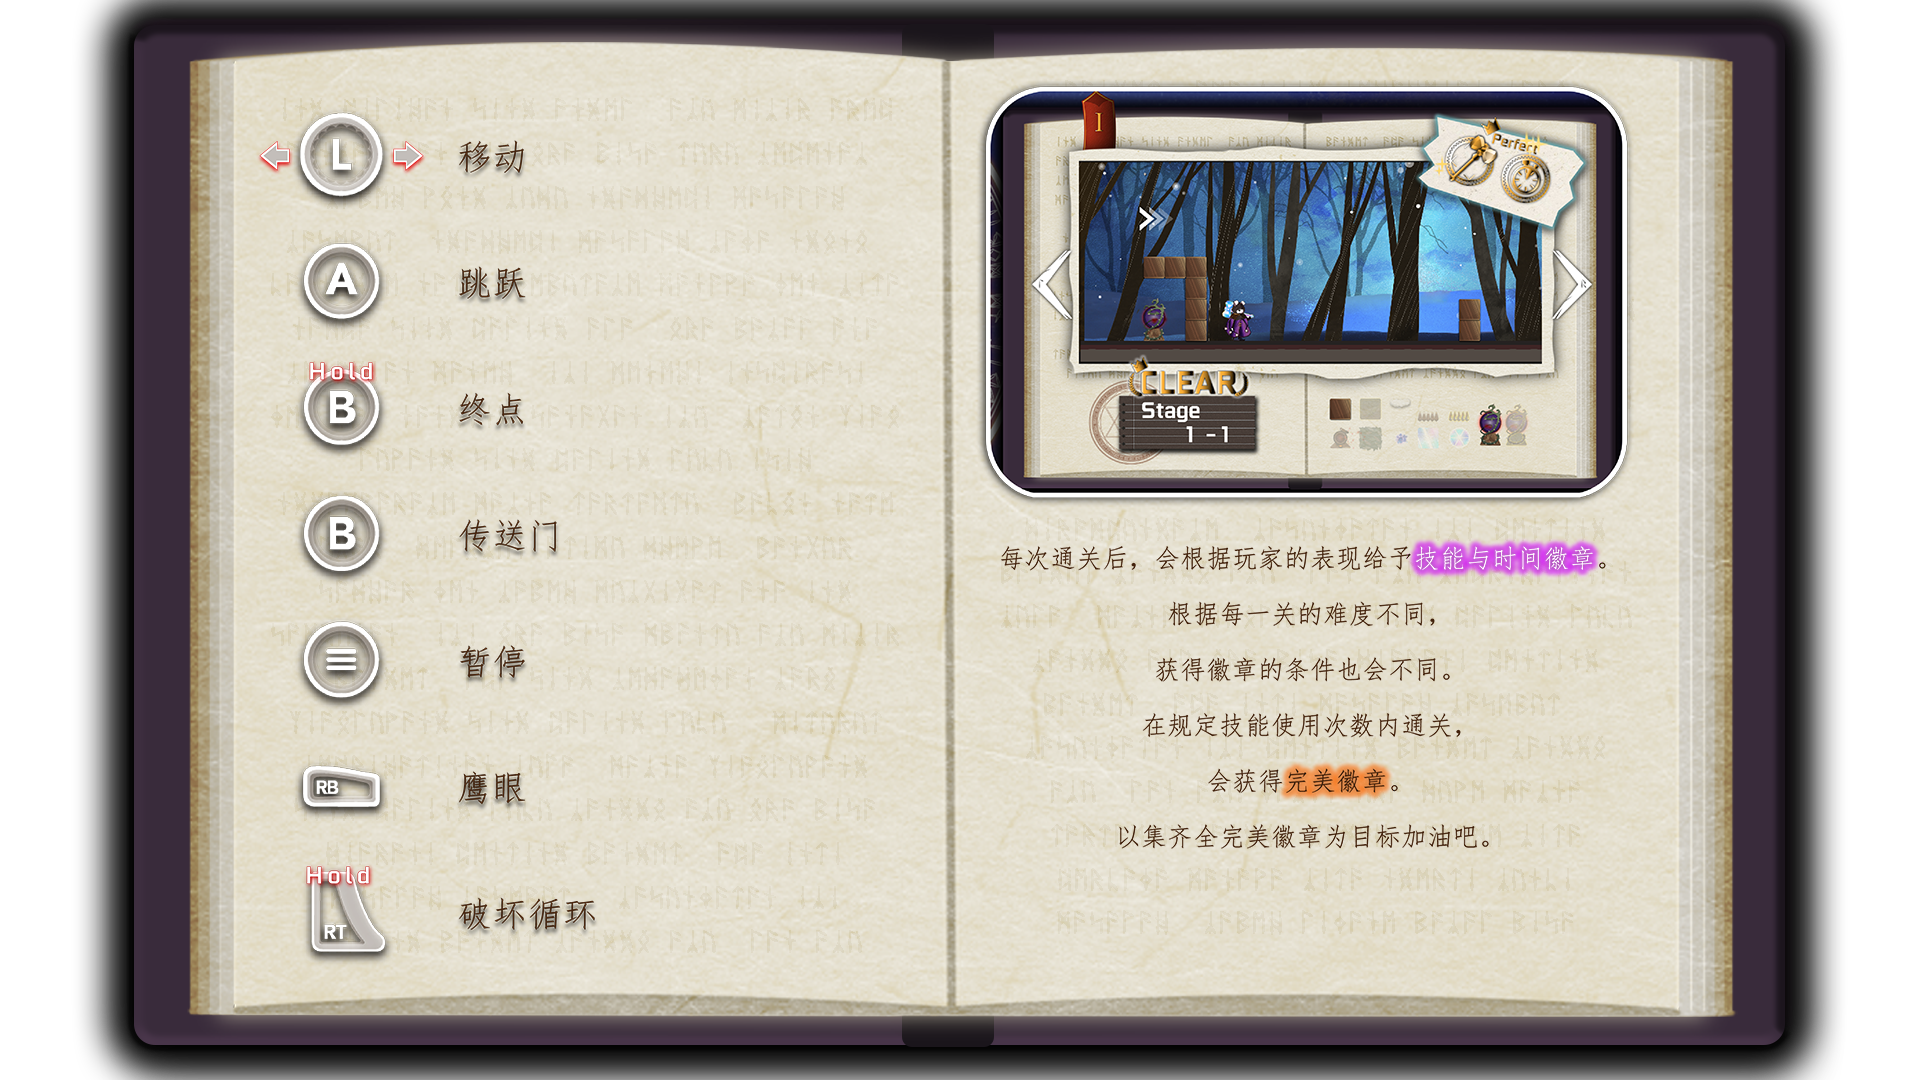 L 移动
A 跳跃
Hold
B 终点
B 传送门
暂停
RB 鹰眼
Hold
RT 破坏循环
I
Perfert
CLEAR
Stage
1-1
每次通关后，会根据玩家的表现给予技能与时间徽章。
根据每一关的难度不同，
获得徽章的条件也会不同。
在规定技能使用次数内通关，
会获得完美徽章。
以集齐全完美徽章为目标加油吧。